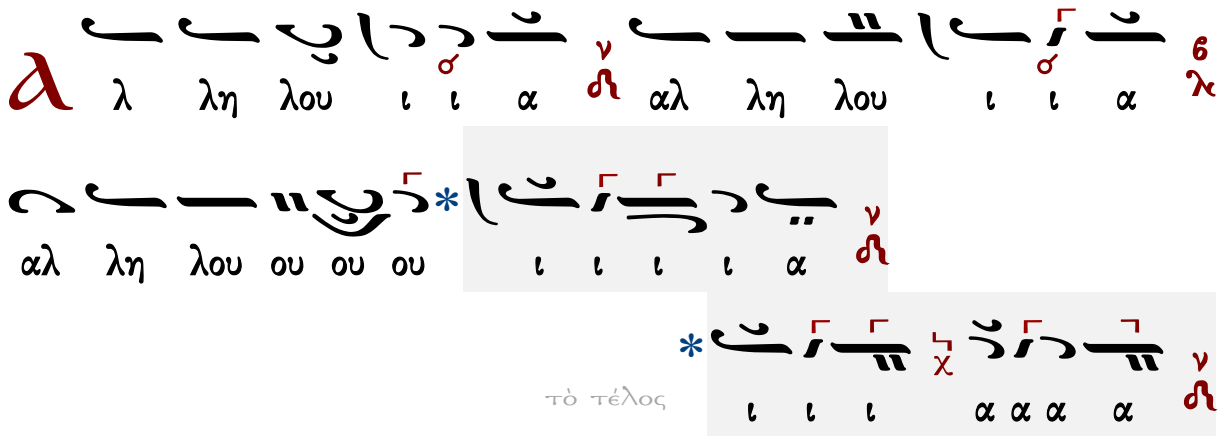 Α λ λη λου ι ι α ν αλ λη λου ι ι α β
αλ λη λου ου ου ου * ι ι ι ι α ν
* ι ι ι χ α α α α ν
τὸ τέλος